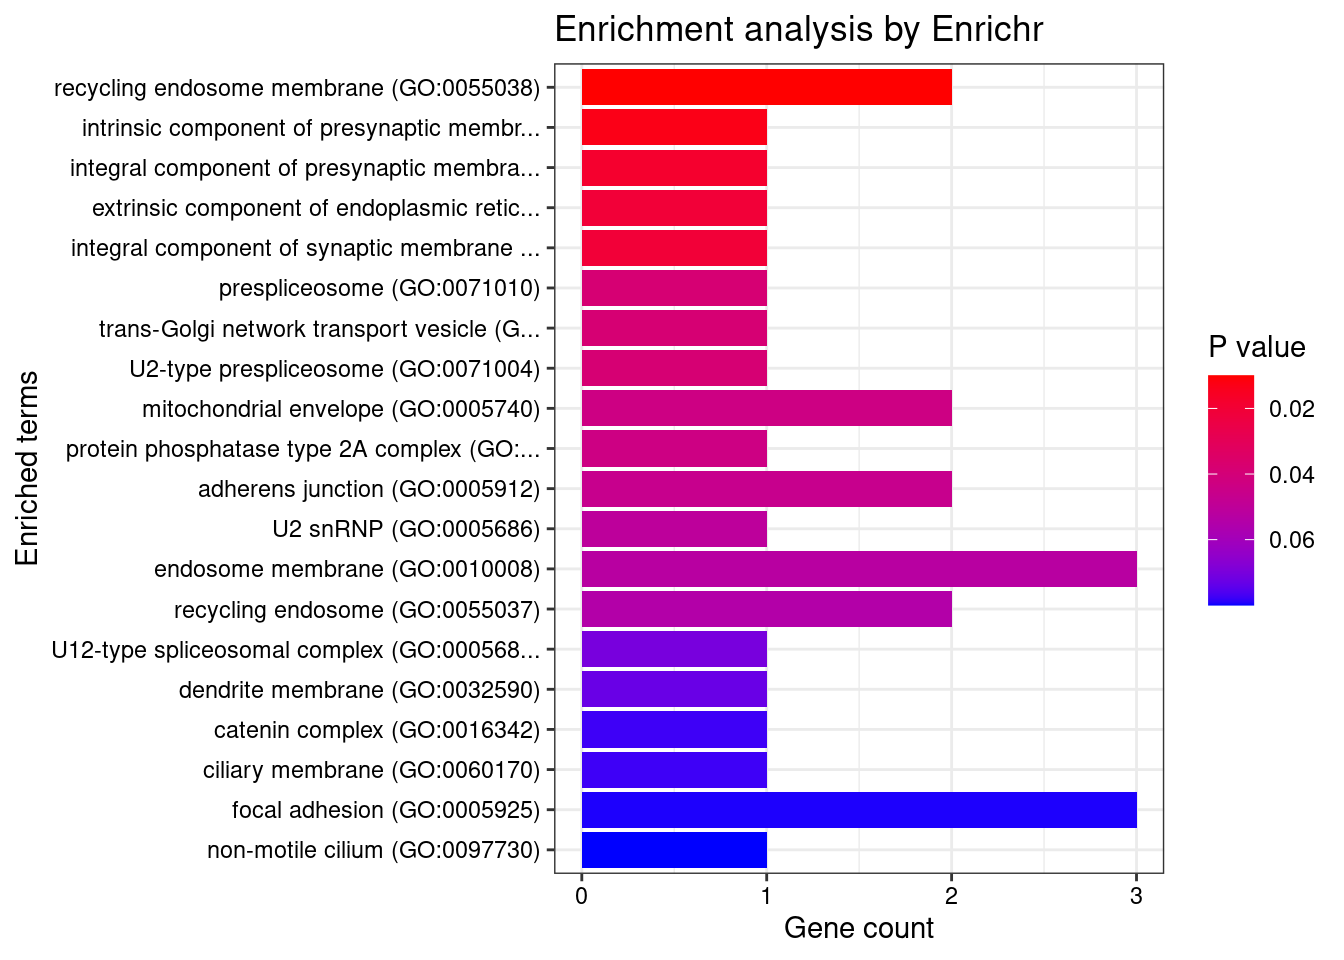 Enrichment analysis by Enrichr
recycling endosome membrane (GO:0055038)
intrinsic component of presynaptic membr...
integral component of presynaptic membra...
extrinsic component of endoplasmic retic...
integral component of synaptic membrane ...
prespliceosome (GO:0071010)
trans-Golgi network transport vesicle (G...
U2-type prespliceosome (GO:0071004)
mitochondrial envelope (GO:0005740)
protein phosphatase type 2A complex (GO:...
adherens junction (GO:0005912)
U2 snRNP (GO:0005686)
endosome membrane (GO:0010008)
recycling endosome (GO:0055037)
U12-type spliceosomal complex (GO:000568...
dendrite membrane (GO:0032590)
catenin complex (GO:0016342)
ciliary membrane (GO:0060170)
focal adhesion (GO:0005925)
non-motile cilium (GO:0097730)
Enriched terms
0 1 2 3
Gene count
P value
0.02
0.04
0.06